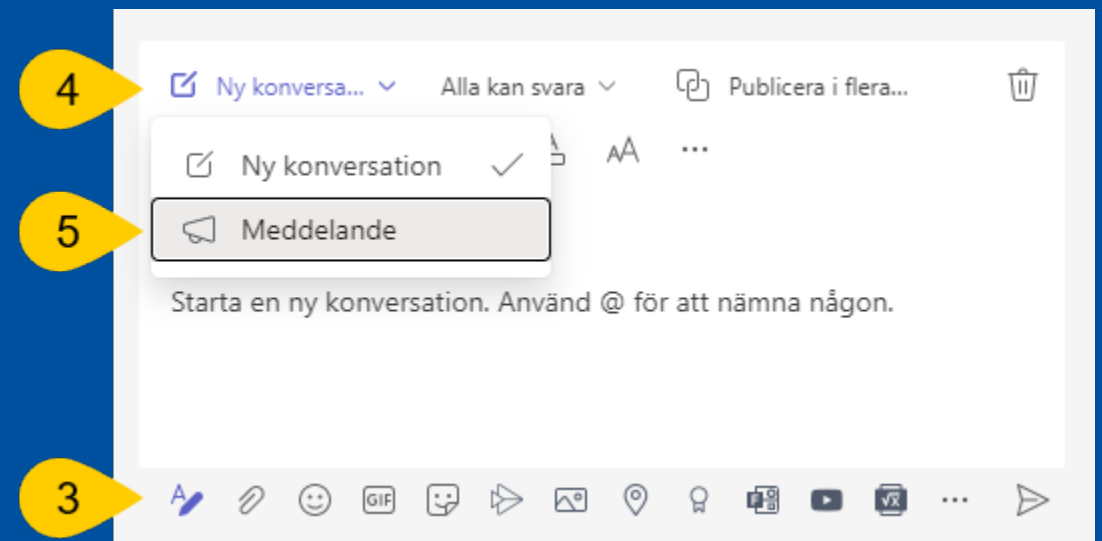 4 Ny konversa... Alla kan svara Publicera i flera...
AA ...
Ny konversation
5 Meddelande
Starta en ny konversation. Använd @ för att nämna någon.
3 A GIF √x ...